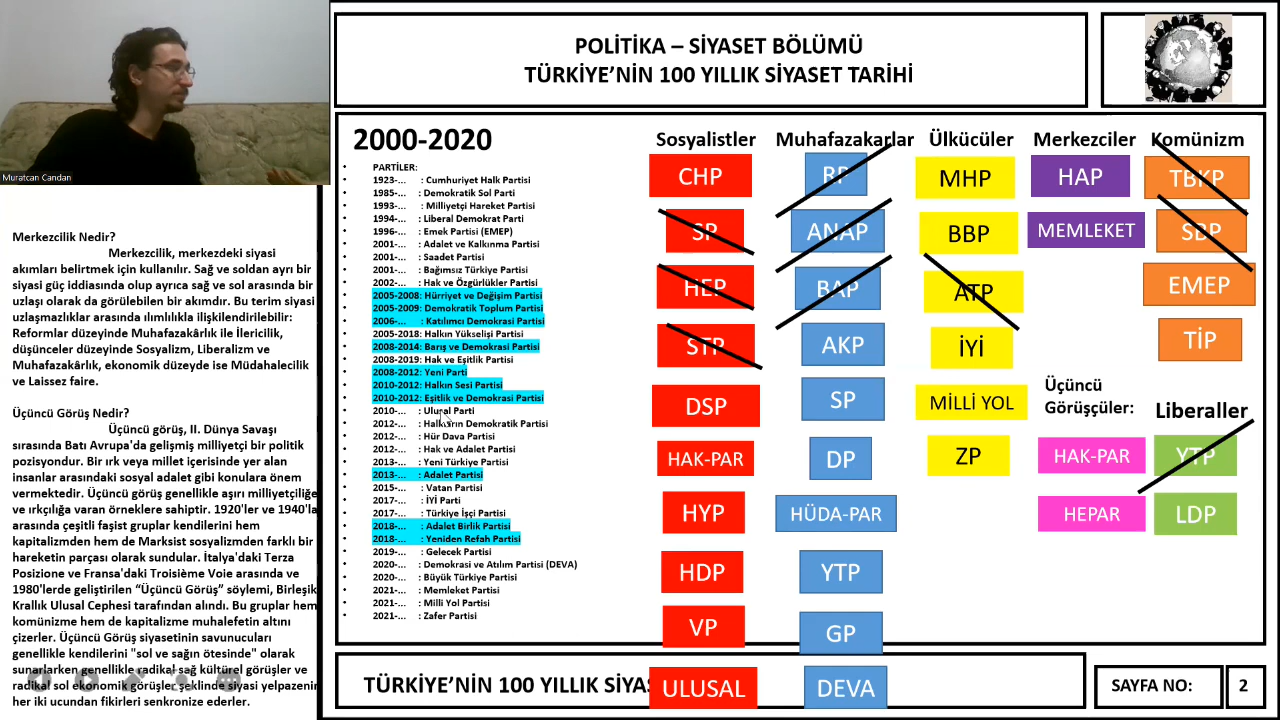 Muratcan Candan
POLİTİKA – SİYASET BÖLÜMÜ
TÜRKİYE’NİN 100 YILLIK SİYASET TARİHİ
Merkezcilik Nedir?
Merkezcilik, merkezdeki siyasi
akımları belirtmek için kullanılır. Sağ ve soldan ayrı bir
siyasi güç iddiasında olup ayrıca sağ ve sol arasında bir
uzlaşı olarak da görülebilen bir akımdır. Bu terim siyasi
uzlaşmazlıklar arasında ılımlılıkla ilişkilendirilebilir:
Reformlar düzeyinde Muhafazakârlık ile İlericilik,
düşünceler düzeyinde Sosyalizm, Liberalizm ve
Muhafazakârlık, ekonomik düzeyde ise Müdahalecilik
ve Laissez faire.
Üçüncü Görüş Nedir?
Üçüncü görüş, II. Dünya Savaşı
sırasında Batı Avrupa'da gelişmiş milliyetçi bir politik
pozisyondur. Bir ırk veya millet içerisinde yer alan
insanlar arasındaki sosyal adalet gibi konulara önem
vermektedir. Üçüncü görüş genellikle aşırı milliyetçiliğe
ve ırkçılığa varan örneklere sahiptir. 1920'ler ve 1940'la
arasında çeşitli faşist gruplar kendilerini hem
kapitalizmden hem de Marksist sosyalizmden farklı bir
hareketin parçası olarak sundular. İtalya'daki Terza
Posizione ve Fransa'daki Troisième Voie arasında ve
1980'lerde geliştirilen “Üçüncü Görüş” söylemi, Birleşik
Krallık Ulusal Cephesi tarafından alındı. Bu gruplar hem
komünizme hem de kapitalizme muhalefetin altını
çizerler. Üçüncü Görüş siyasetinin savunucuları
genellikle kendilerini "sol ve sağın ötesinde" olarak
sunarlarken genellikle radikal sağ kültürel görüşler ve
radikal sol ekonomik görüşler şeklinde siyasi yelpazenin
her iki ucundan fikirleri senkronize ederler.
2000-2020
PARTİLER:
1923-... : Cumhuriyet Halk Partisi
1985-... : Demokratik Sol Parti
1993-... : Milliyetçi Hareket Partisi
1994-... : Liberal Demokrat Parti
1996-... : Emek Partisi (EMEP)
2001-... : Adalet ve Kalkınma Partisi
2001-... : Saadet Partisi
2001-... : Bağımsız Türkiye Partisi
2002-... : Hak ve Özgürlükler Partisi
2005-2008: Hürriyet ve Değişim Partisi
2005-2009: Demokratik Toplum Partisi
2006-... : Katılımcı Demokrasi Partisi
2005-2018: Halkın Yükselişi Partisi
2008-2014: Barış ve Demokrasi Partisi
2008-2019: Hak ve Eşitlik Partisi
2008-2012: Yeni Parti
2010-2012: Halkın Sesi Partisi
2010-2012: Eşitlik ve Demokrasi Partisi
2010-... : Ulusal Parti
2012-... : Halkların Demokratik Partisi
2012-... : Hür Dava Partisi
2012-... : Hak ve Adalet Partisi
2013-... : Yeni Türkiye Partisi
2013-... : Adalet Partisi
2015-... : Vatan Partisi
2017-... : İYİ Parti
2017-... : Türkiye İşçi Partisi
2018-... : Adalet Birlik Partisi
2018-... : Yeniden Refah Partisi
2019-... : Gelecek Partisi
2020-... : Demokrasi ve Atılım Partisi (DEVA)
2020-... : Büyük Türkiye Partisi
2021-... : Memleket Partisi
2021-... : Milli Yol Partisi
2021-... : Zafer Partisi
Sosyalistler
CHP
SP
HEP
STP
DSP
HAK-PAR
HYP
HDP
VP
ULUSAL
Muhafazakarlar
RP
ANAP
BAP
AKP
SP
DP
HÜDA-PAR
YTP
GP
DEVA
Ülkücüler
MHP
BBP
ATP
İYİ
MİLLİ YOL
ZP
Merkezciler
HAP
MEMLEKET
Üçüncü
Görüşçüler:
HAK-PAR
HEPAR
Komünizm
TBKP
SBP
EMEP
TİP
Liberaller
YTP
LDP
TÜRKİYE’NİN 100 YILLIK SİYAS
SAYFA NO:
2